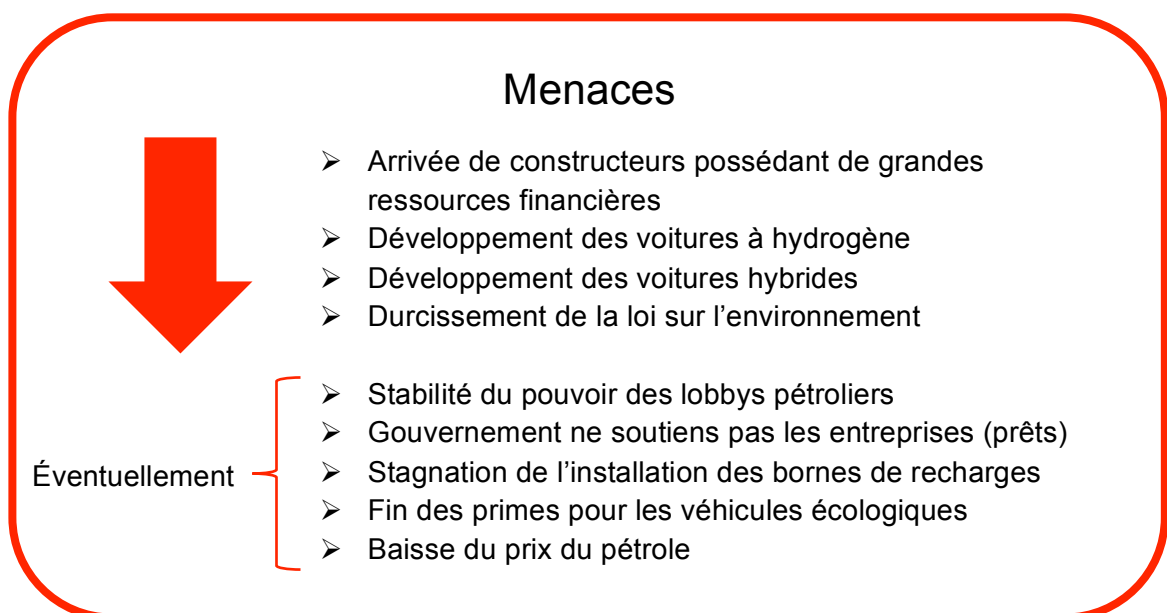 Menaces
➢ Arrivée de constructeurs possédant de grandes
ressources financières
➢ Développement des voitures à hydrogène
➢ Développement des voitures hybrides
➢ Durcissement de la loi sur l’environnement
Éventuellement
➢ Stabilité du pouvoir des lobbys pétroliers
➢ Gouvernement ne soutiens pas les entreprises (prêts)
➢ Stagnation de l’installation des bornes de recharges
➢ Fin des primes pour les véhicules écologiques
➢ Baisse du prix du pétrole